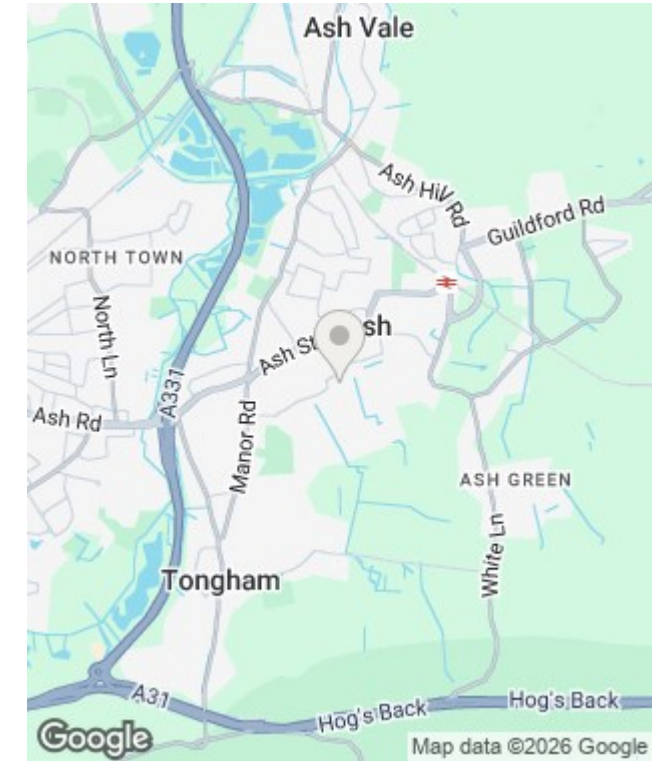 Ash Vale
Ash Hill Rd
Guildford Rd
NORTH TOWN
North Ln
Ash St
sh
A331
Ash Rd
Manor Rd
ASH GREEN
White Ln
Tongham
A31
Hog's Back
Hog's Back
Google
Map data ©2026 Google